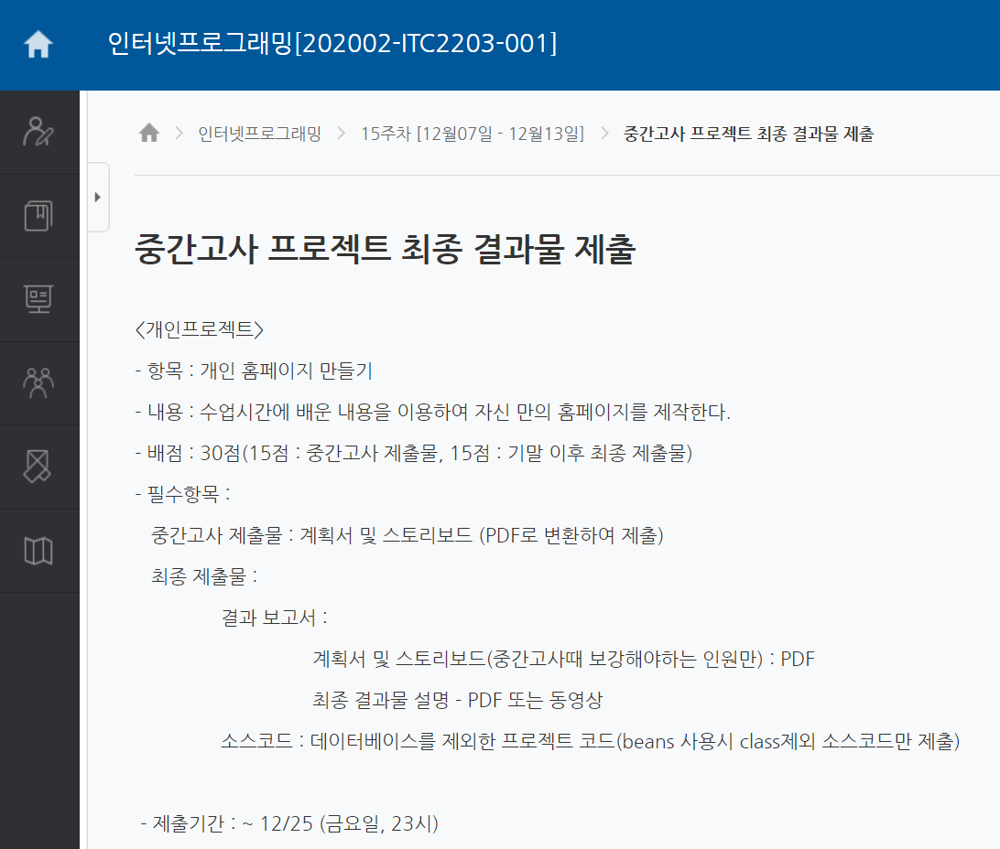 인터넷프로그래밍[202002-ITC2203-001]
인터넷프로그래밍 > 15주차 [12월07일 - 12월13일] > 중간고사 프로젝트 최종 결과물 제출
중간고사 프로젝트 최종 결과물 제출
<개인프로젝트>
- 항목 : 개인 홈페이지 만들기
- 내용 : 수업시간에 배운 내용을 이용하여 자신 만의 홈페이지를 제작한다.
- 배점 : 30점(15점 : 중간고사 제출물, 15점 : 기말 이후 최종 제출물)
- 필수항목 :
중간고사 제출물 : 계획서 및 스토리보드 (PDF로 변환하여 제출)
최종 제출물 :
결과 보고서 :
계획서 및 스토리보드(중간고사때 보강해야하는 인원만) : PDF
최종 결과물 설명 - PDF 또는 동영상
소스코드 : 데이터베이스를 제외한 프로젝트 코드(beans 사용시 class제외 소스코드만 제출)
- 제출기간 : ~ 12/25 (금요일, 23시)